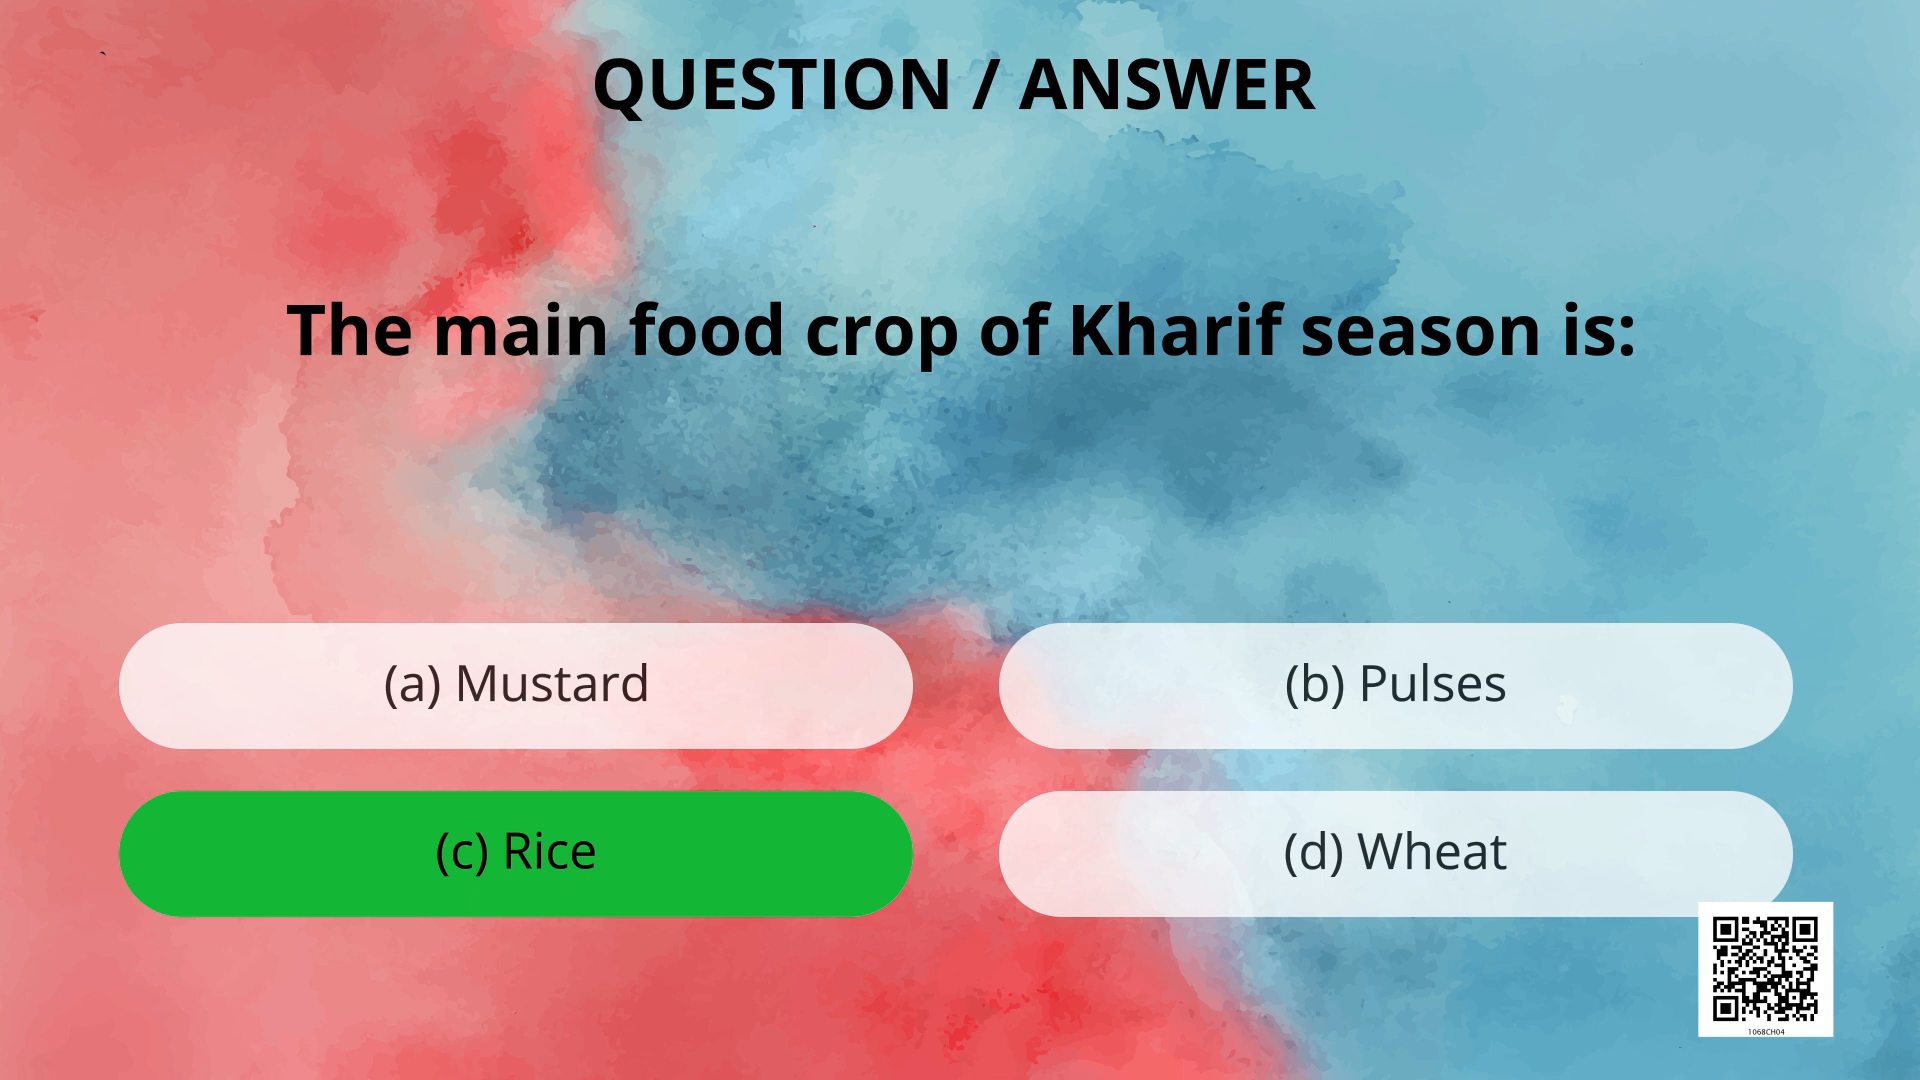 QUESTION / ANSWER
The main food crop of Kharif season is:
(a) Mustard
(b) Pulses
(c) Rice
(d) Wheat
1068CH04